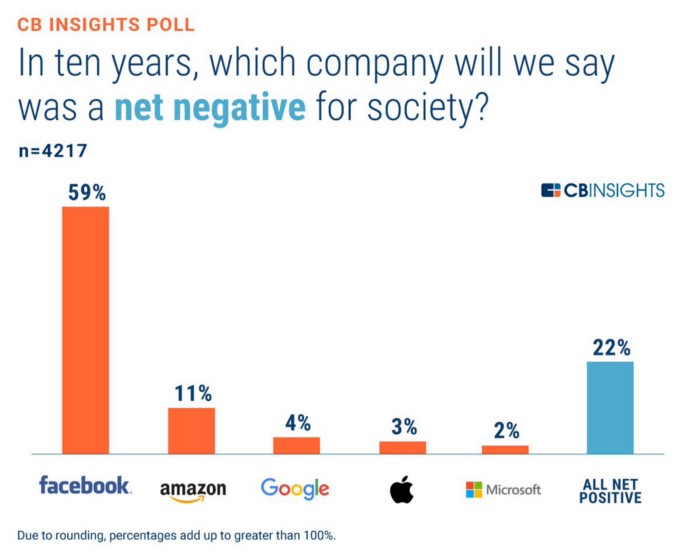 CB INSIGHTS POLL
In ten years, which company will we say
was a net negative for society?
n=4217
CBINSIGHTS
59%
11%
4%
3%
2%
22%
facebook.
amazon
Google
Microsoft
ALL NET
POSITIVE
Due to rounding, percentages add up to greater than 100%.